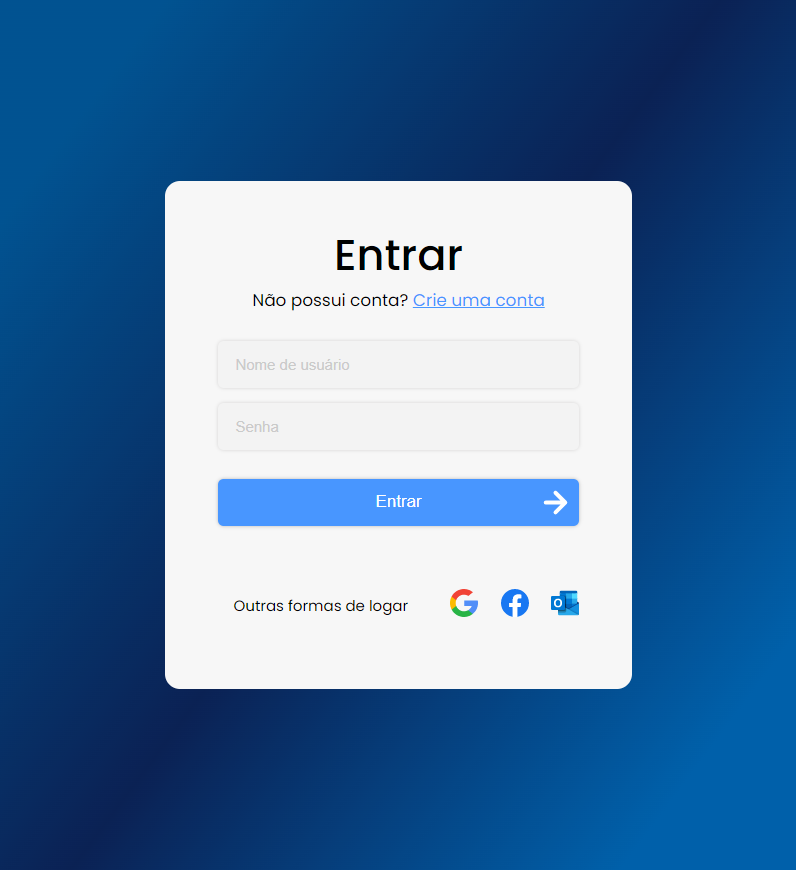 Entrar
Não possui conta? Crie uma conta
Nome de usuário
Senha
Entrar
Outras formas de logar